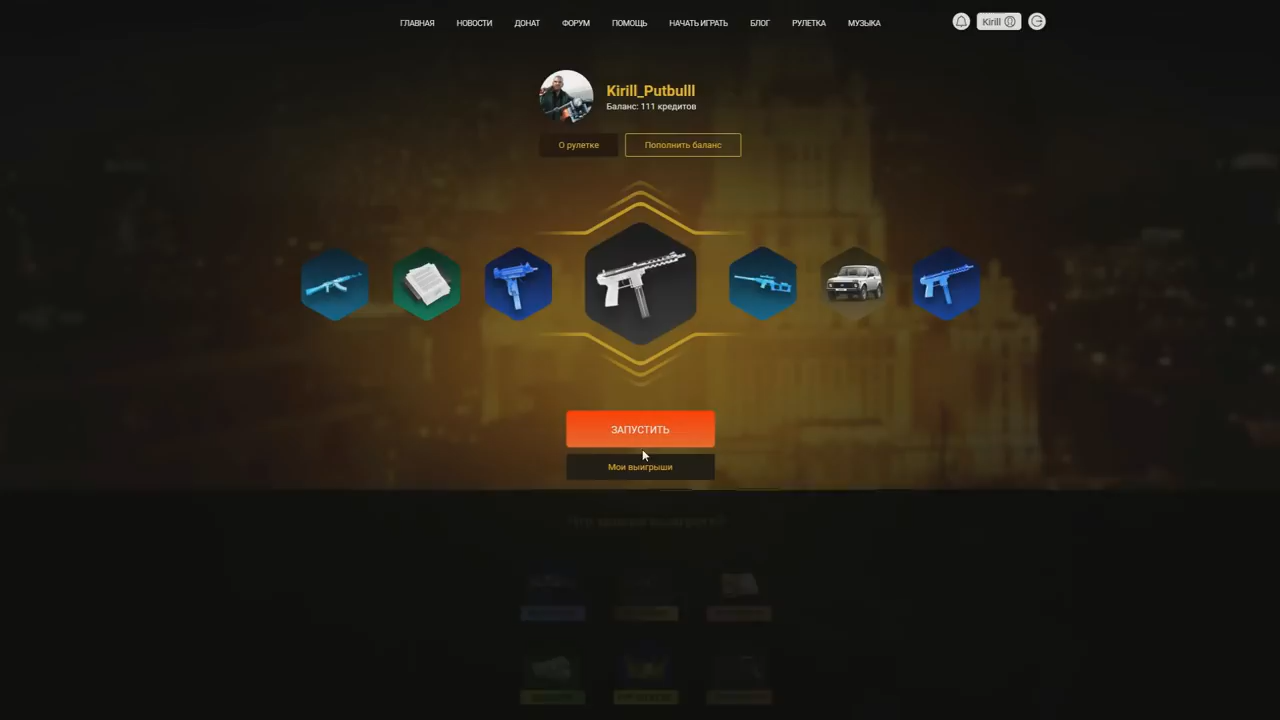 ГЛАВНАЯ НОВОСТИ ДОНАТ ФОРУМ ПОМОЩЬ НАЧАТЬ ИГРАТЬ БЛОГ РУЛЕТКА МУЗЫКА Kirill
Kirill_Putbulll
Баланс: 111 кредитов
О рулетке Пополнить баланс
ЗАПУСТИТЬ
Мои выигрыши